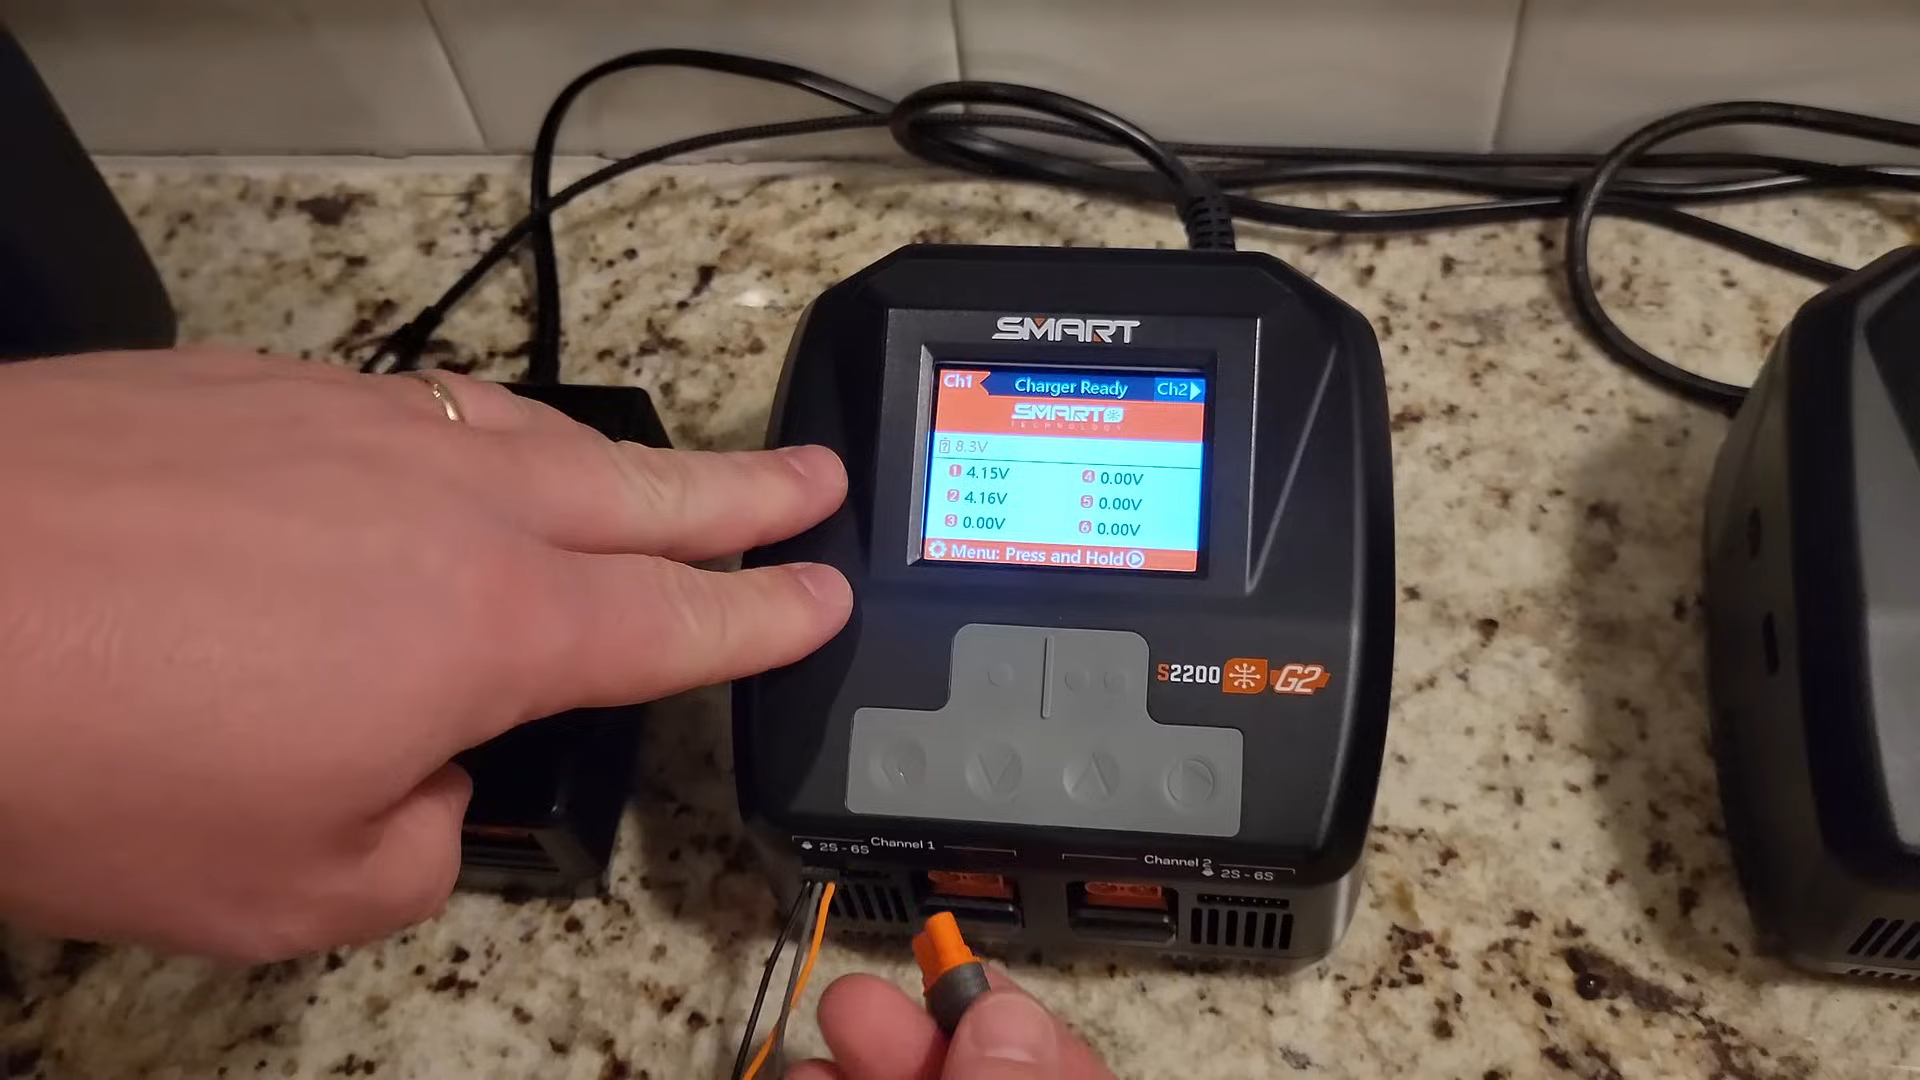 SMART
Ch1 Charger Ready Ch2
SMART
TECHNOLOGY
8.3V
1 4.15V 4 0.00V
2 4.16V 5 0.00V
3 0.00V 6 0.00V
Menu: Press and Hold
S2200 G2
Channel 1
2S - 6S
Channel 2
2S - 6S